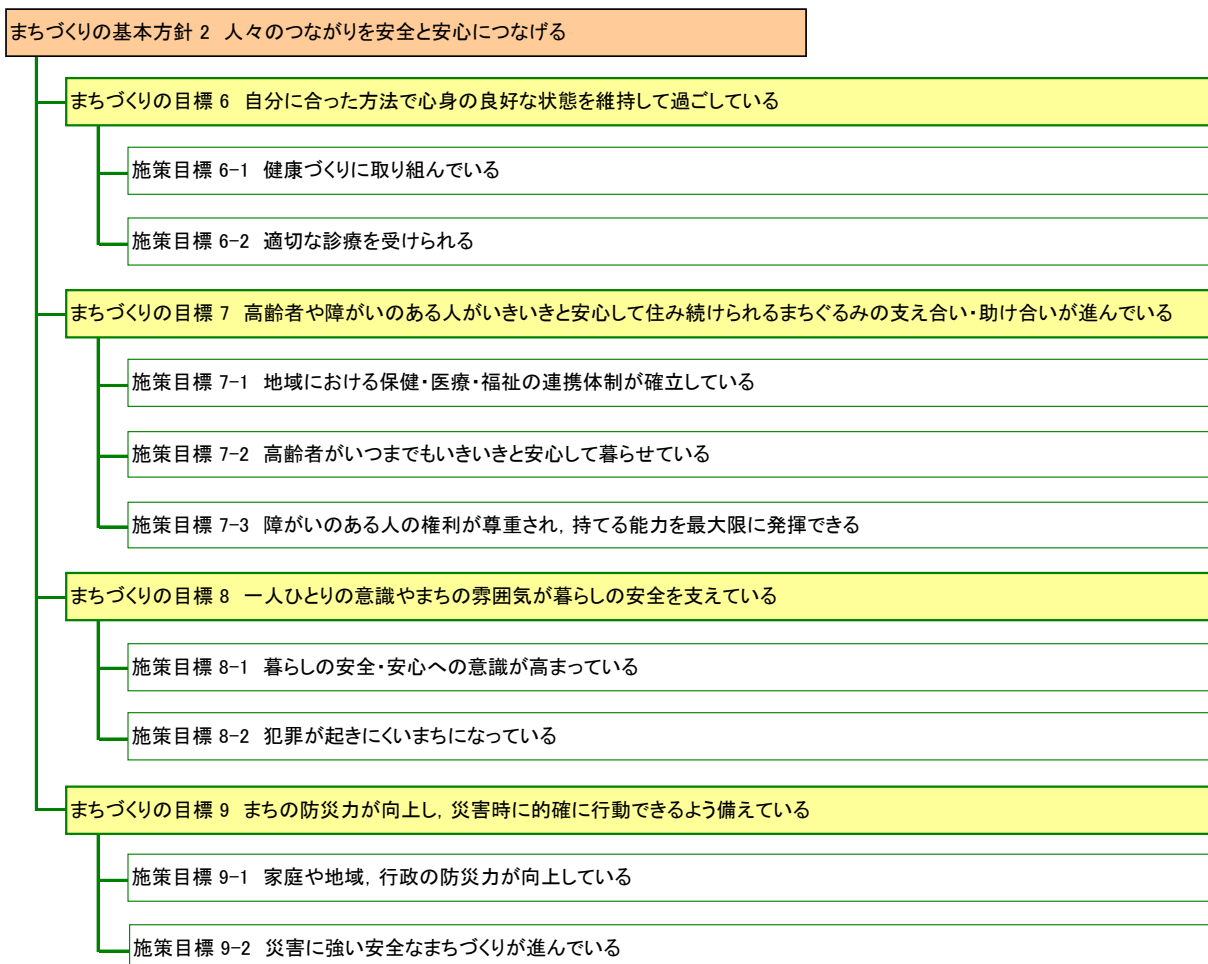 まちづくりの基本方針 2　人々のつながりを安全と安心につなげる
まちづくりの目標 6　自分に合った方法で心身の良好な状態を維持して過ごしている
施策目標 6-1　健康づくりに取り組んでいる
施策目標 6-2　適切な診療を受けられる
まちづくりの目標 7　高齢者や障がいのある人がいきいきと安心して住み続けられるまちぐるみの支え合い・助け合いが進んでいる
施策目標 7-1　地域における保健・医療・福祉の連携体制が確立している
施策目標 7-2　高齢者がいつまでもいきいきと安心して暮らせている
施策目標 7-3　障がいのある人の権利が尊重され，持てる能力を最大限に発揮できる
まちづくりの目標 8　一人ひとりの意識やまちの雰囲気が暮らしの安全を支えている
施策目標 8-1　暮らしの安全・安心への意識が高まっている
施策目標 8-2　犯罪が起きにくいまちになっている
まちづくりの目標 9　まちの防災力が向上し，災害時に的確に行動できるよう備えている
施策目標 9-1　家庭や地域，行政の防災力が向上している
施策目標 9-2　災害に強い安全なまちづくりが進んでいる